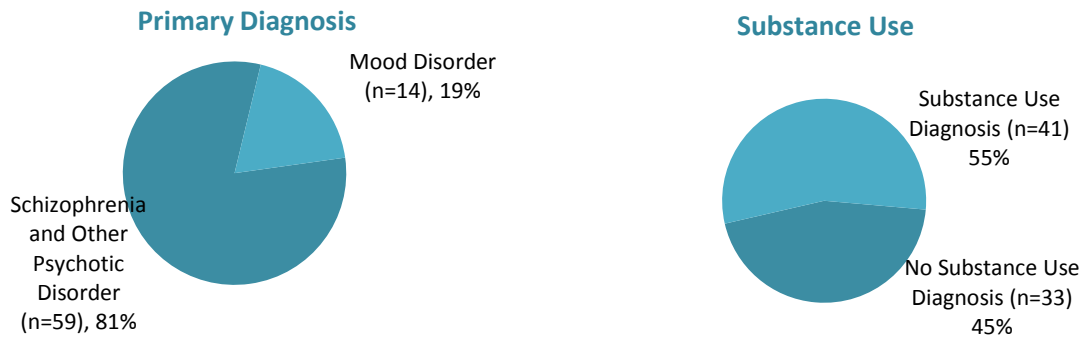 Primary Diagnosis
Mood Disorder
(n=14), 19%
Schizophrenia
and Other
Psychotic
Disorder
(n=59), 81%
Substance Use
Substance Use
Diagnosis (n=41)
55%
No Substance Use
Diagnosis (n=33)
45%